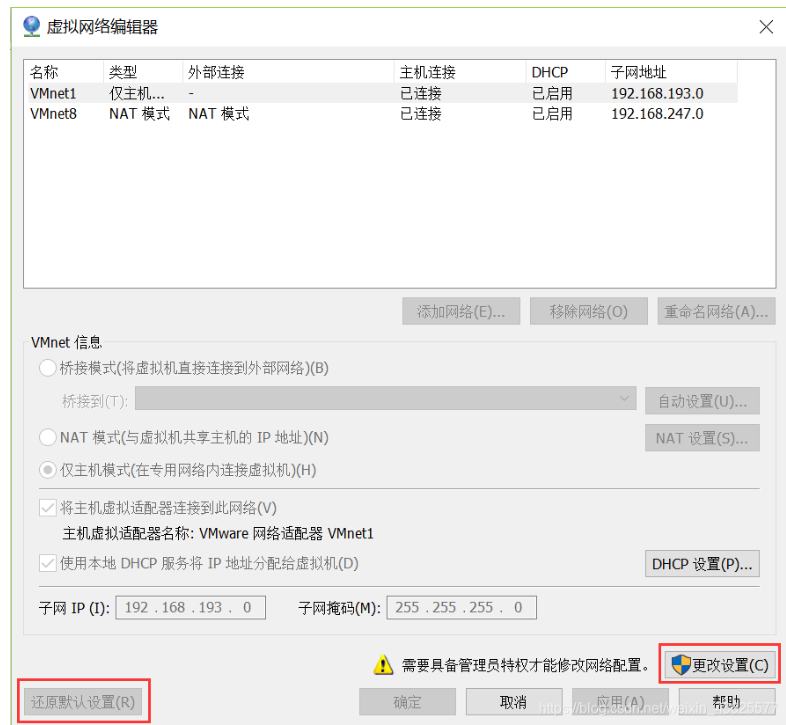 虚拟网络编辑器
名称 类型 外部连接 主机连接 DHCP 子网地址
VMnet1 仅主机... - 已连接 已启用 192.168.193.0
VMnet8 NAT 模式 NAT 模式 已连接 已启用 192.168.247.0
添加网络(E)... 移除网络(O) 重命名网络(A)...
VMnet 信息
桥接模式(将虚拟机直接连接到外部网络)(B)
桥接到(T): 自动设置(U)...
NAT 模式(与虚拟机共享主机的 IP 地址)(N) NAT 设置(S)...
仅主机模式(在专用网络内连接虚拟机)(H)
将主机虚拟适配器连接到此网络(V)
主机虚拟适配器名称: VMware 网络适配器 VMnet1
使用本地 DHCP 服务将 IP 地址分配给虚拟机(D) DHCP 设置(P)...
子网 IP (I): 192 . 168 . 193 . 0 子网掩码(M): 255 . 255 . 255 . 0
需要具备管理员特权才能修改网络配置。 更改设置(C)
还原默认设置(R) 确定 取消 应用(A) 帮助